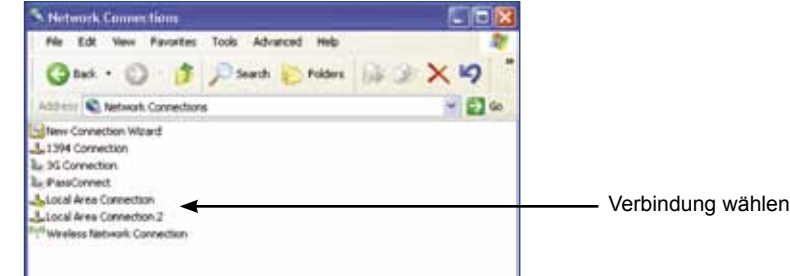 Network Connections
File Edit View Favorites Tools Advanced Help
Back Search Folders
Address Network Connections Go
New Connection Wizard
1394 Connection
3G Connection
iPassConnect
Local Area Connection
Local Area Connection 2
Verbindung wählen
Wireless Network Connection